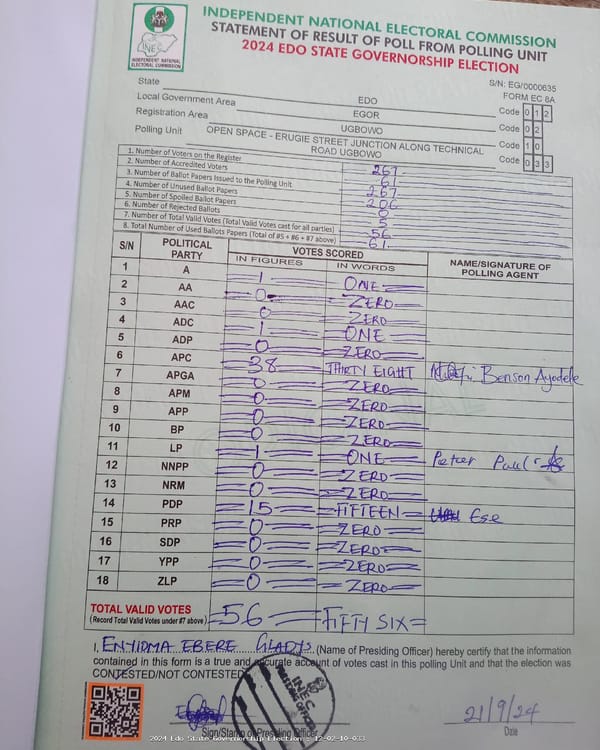 INDEPENDENT NATIONAL ELECTORAL COMMISSION
STATEMENT OF RESULT OF POLL FROM POLLING UNIT
2024 EDO STATE GOVERNORSHIP ELECTION
INEC
INDEPENDENT NATIONAL ELECTORAL COMMISSION
S/N: EG/0000635
FORM EC 8A
State EDO Code 0 1 2
Local Government Area EGOR Code 0 2
Registration Area UGBOWO Code 1 0
Polling Unit OPEN SPACE - ERUGIE STREET JUNCTION ALONG TECHNICAL ROAD UGBOWO Code 0 3 3
1. Number of Voters on the Register 267
2. Number of Accredited Voters 61
3. Number of Ballot Papers Issued to the Polling Unit 267
4. Number of Unused Ballot Papers 206
5. Number of Spoiled Ballot Papers 0
6. Number of Rejected Ballots 5
7. Number of Total Valid Votes (Total Valid Votes cast for all parties) 56
8. Total Number of Used Ballots Papers (Total of #5 + #6 + #7 above) 61
S/N POLITICAL PARTY VOTES SCORED NAME/SIGNATURE OF POLLING AGENT
IN FIGURES IN WORDS
1 A 1 ONE
2 AA 0 ZERO
3 AAC 0 ZERO
4 ADC 1 ONE
5 ADP 0 ZERO
6 APC 38 THIRTY EIGHT Benson Ayodele
7 APGA 0 ZERO
8 APM 0 ZERO
9 APP 0 ZERO
10 BP 0 ZERO
11 LP 1 ONE Peter Paul
12 NNPP 0 ZERO
13 NRM 0 ZERO
14 PDP 15 FIFTEEN Ese
15 PRP 0 ZERO
16 SDP 0 ZERO
17 YPP 0 ZERO
18 ZLP 0 ZERO
TOTAL VALID VOTES 56 FIFTY SIX
(Record Total Valid Votes under #7 above)
I, ENYIDMA EBERE GLADYS (Name of Presiding Officer) hereby certify that the information
contained in this form is a true and accurate account of votes cast in this polling Unit and that the election was
CONTESTED/NOT CONTESTED
INEC
21/9/24
Sign/Stamp of Presiding Officer Date
2024 Edo State Governorship Election - 12-02-10-033